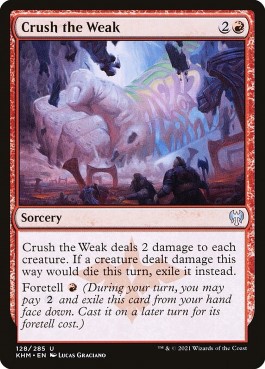 Crush the Weak 2
Sorcery
Crush the Weak deals 2 damage to each
creature. If a creature dealt damage this
way would die this turn, exile it instead.
Foretell (During your turn, you may
pay 2 and exile this card from your hand
face down. Cast it on a later turn for its
foretell cost.)
128/285 U
KHM • EN Lucas Graciano
™ & © 2021 Wizards of the Coast